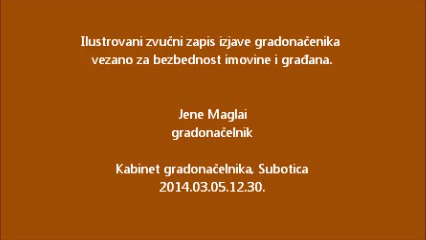 Ilustrovani zvučni zapis izjave gradonačenika
vezano za bezbednost imovine i građana.
Jene Maglai
gradonačelnik
Kabinet gradonačelnika, Subotica
2014.03.05.12.30.